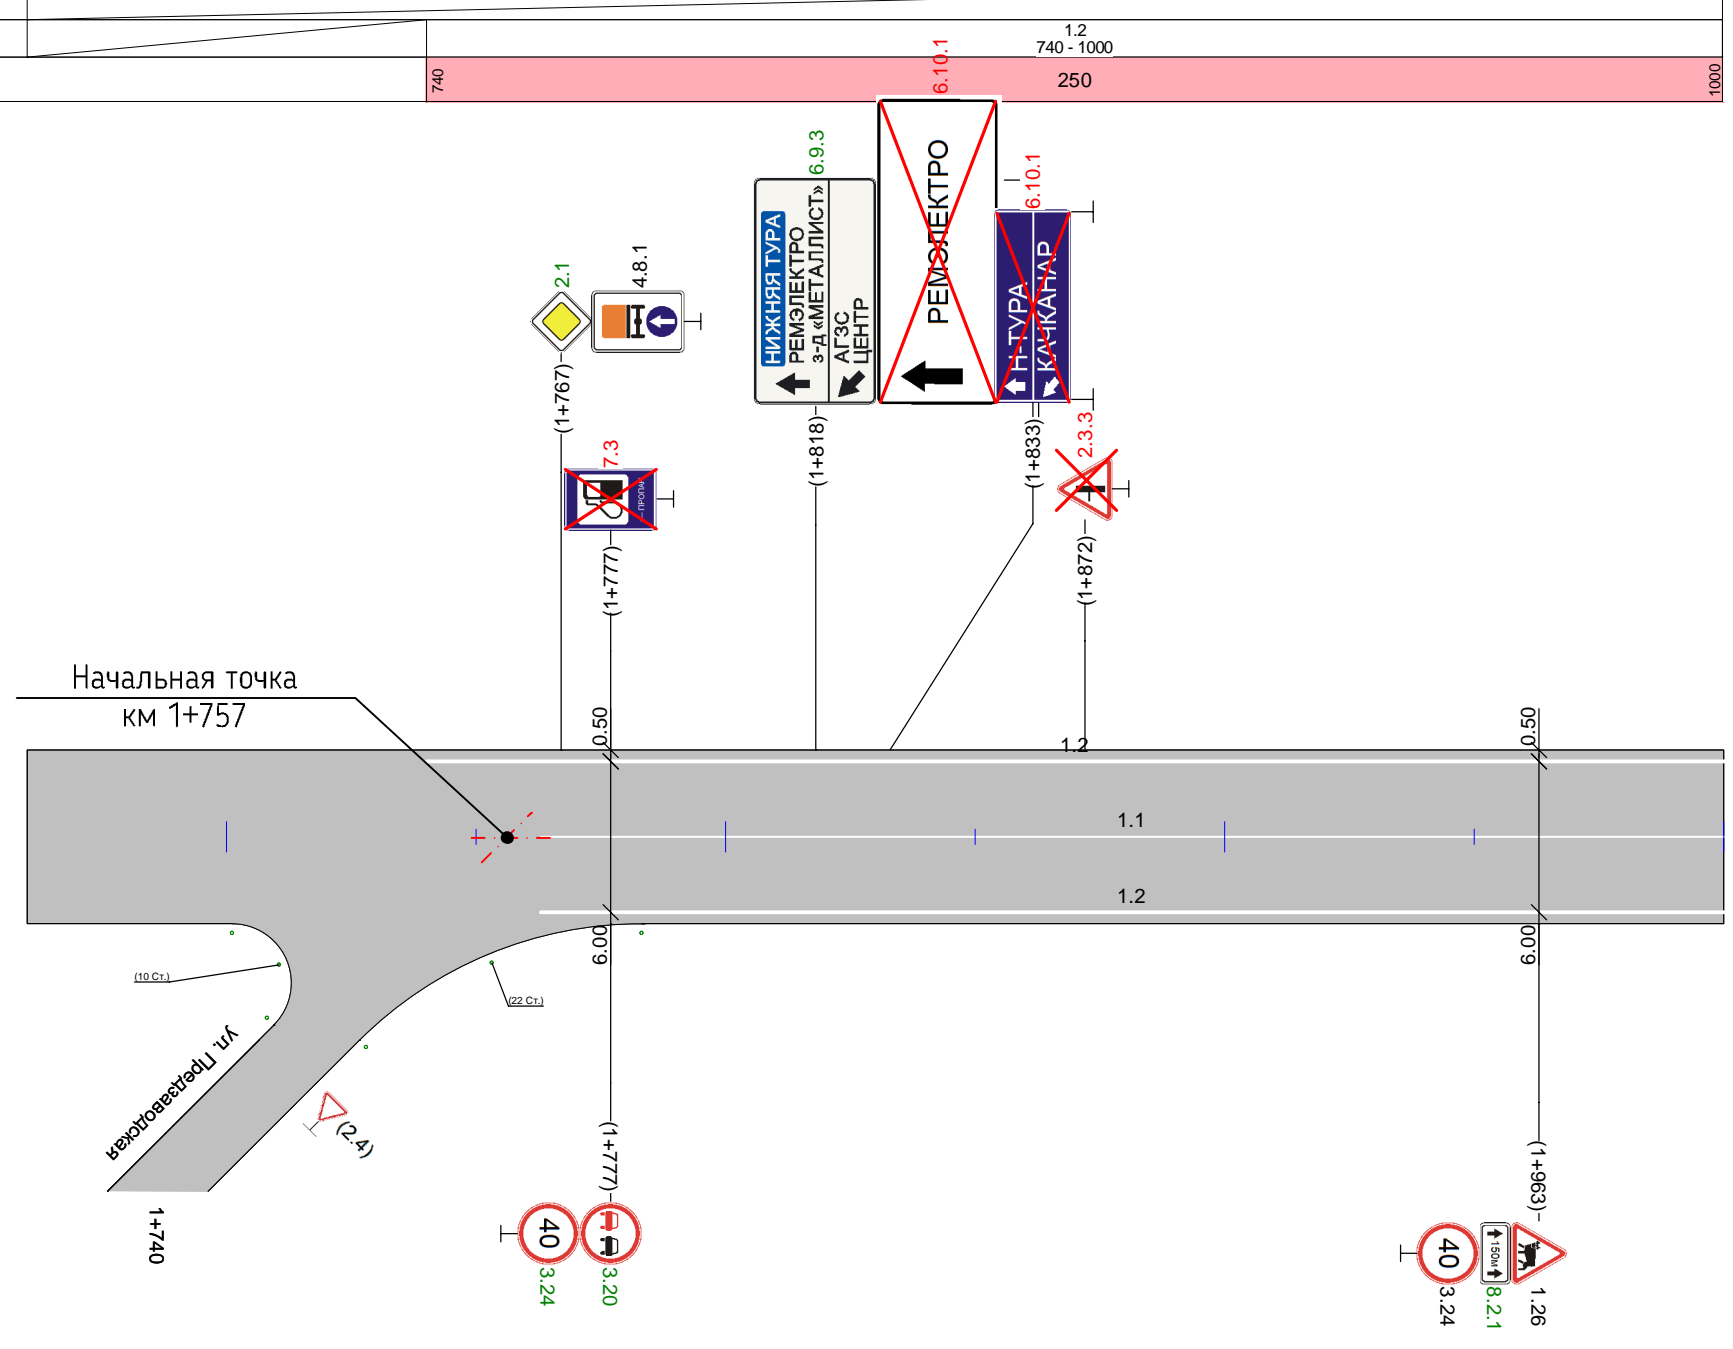 1.2
740 - 1000
740
250
1000
6.10.1
6.9.3
6.10.1
2.1
4.8.1
НИЖНЯЯ ТУРА
РЕМЭЛЕКТРО
з-д «МЕТАЛЛИСТ»
АГЗС
ЦЕНТР
РЕМЭЛЕКТРО
Н-ТУРА
КАЧКАНАР
(1+767)
(1+818)
(1+833)
2.3.3
7.3
ПРОПАН
(1+777)
(1+872)
Начальная точка
км 1+757
0.50
0.50
1.2
1.1
1.2
6.00
6.00
(10 Ст.)
(22 Ст.)
ул. Предзаводская
(2.4)
1+740
(1+777)
(1+963)
40
3.24
3.20
40
150м
3.24
8.2.1
1.26